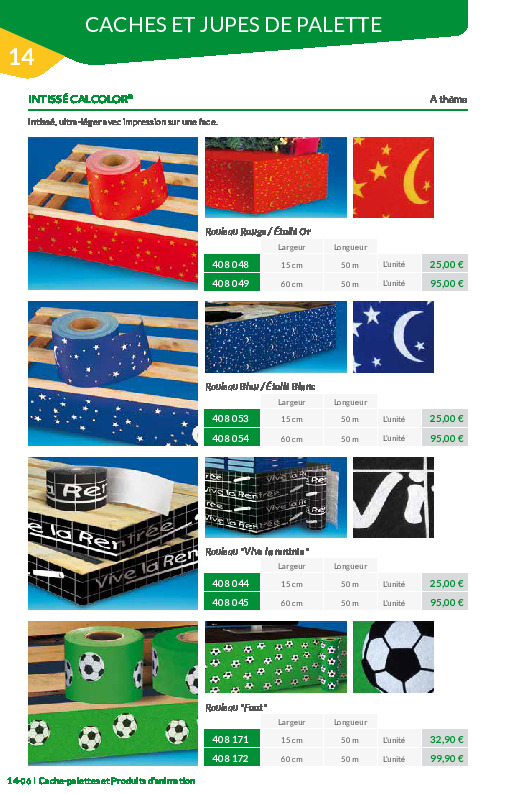 CACHES ET JUPES DE PALETTE
14
INTISSÉ CALCOLOR® A thème
Intissé, ultra-léger avec impression sur une face.
Rouleau Rouge / Étoilé Or
Largeur Longueur
408 048 15 cm 50 m L'unité 25,00 €
408 049 60 cm 50 m L'unité 95,00 €
Rouleau Bleu / Étoilé Blanc
Largeur Longueur
408 053 15 cm 50 m L'unité 25,00 €
408 054 60 cm 50 m L'unité 95,00 €
la Rentrée
Vive la Rentrée
Rouleau "Vive la rentrée"
Largeur Longueur
408 044 15 cm 50 m L'unité 25,00 €
408 045 60 cm 50 m L'unité 95,00 €
Rouleau "Foot"
Largeur Longueur
408 171 15 cm 50 m L'unité 32,90 €
408 172 60 cm 50 m L'unité 99,90 €
14-06 I Cache-palettes et Produits d'animation